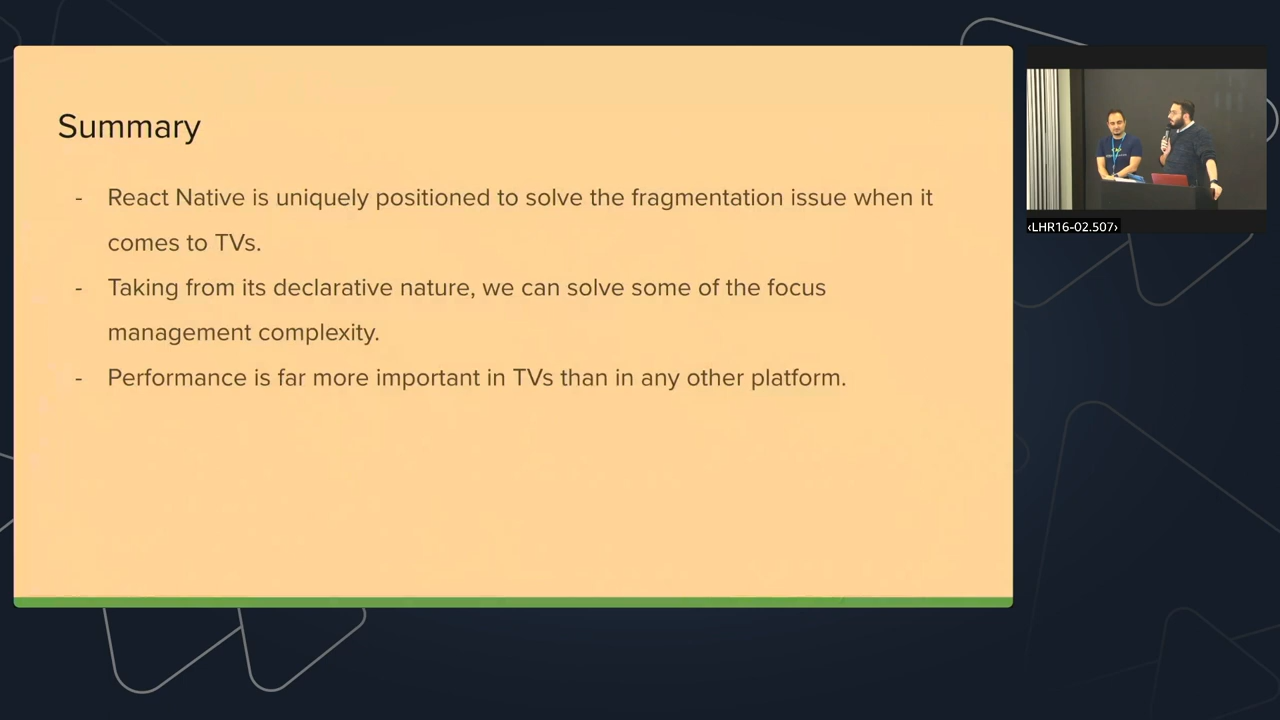 Summary
- React Native is uniquely positioned to solve the fragmentation issue when it
comes to TVs.
- Taking from its declarative nature, we can solve some of the focus
management complexity.
- Performance is far more important in TVs than in any other platform.
‹LHR16-02.507›